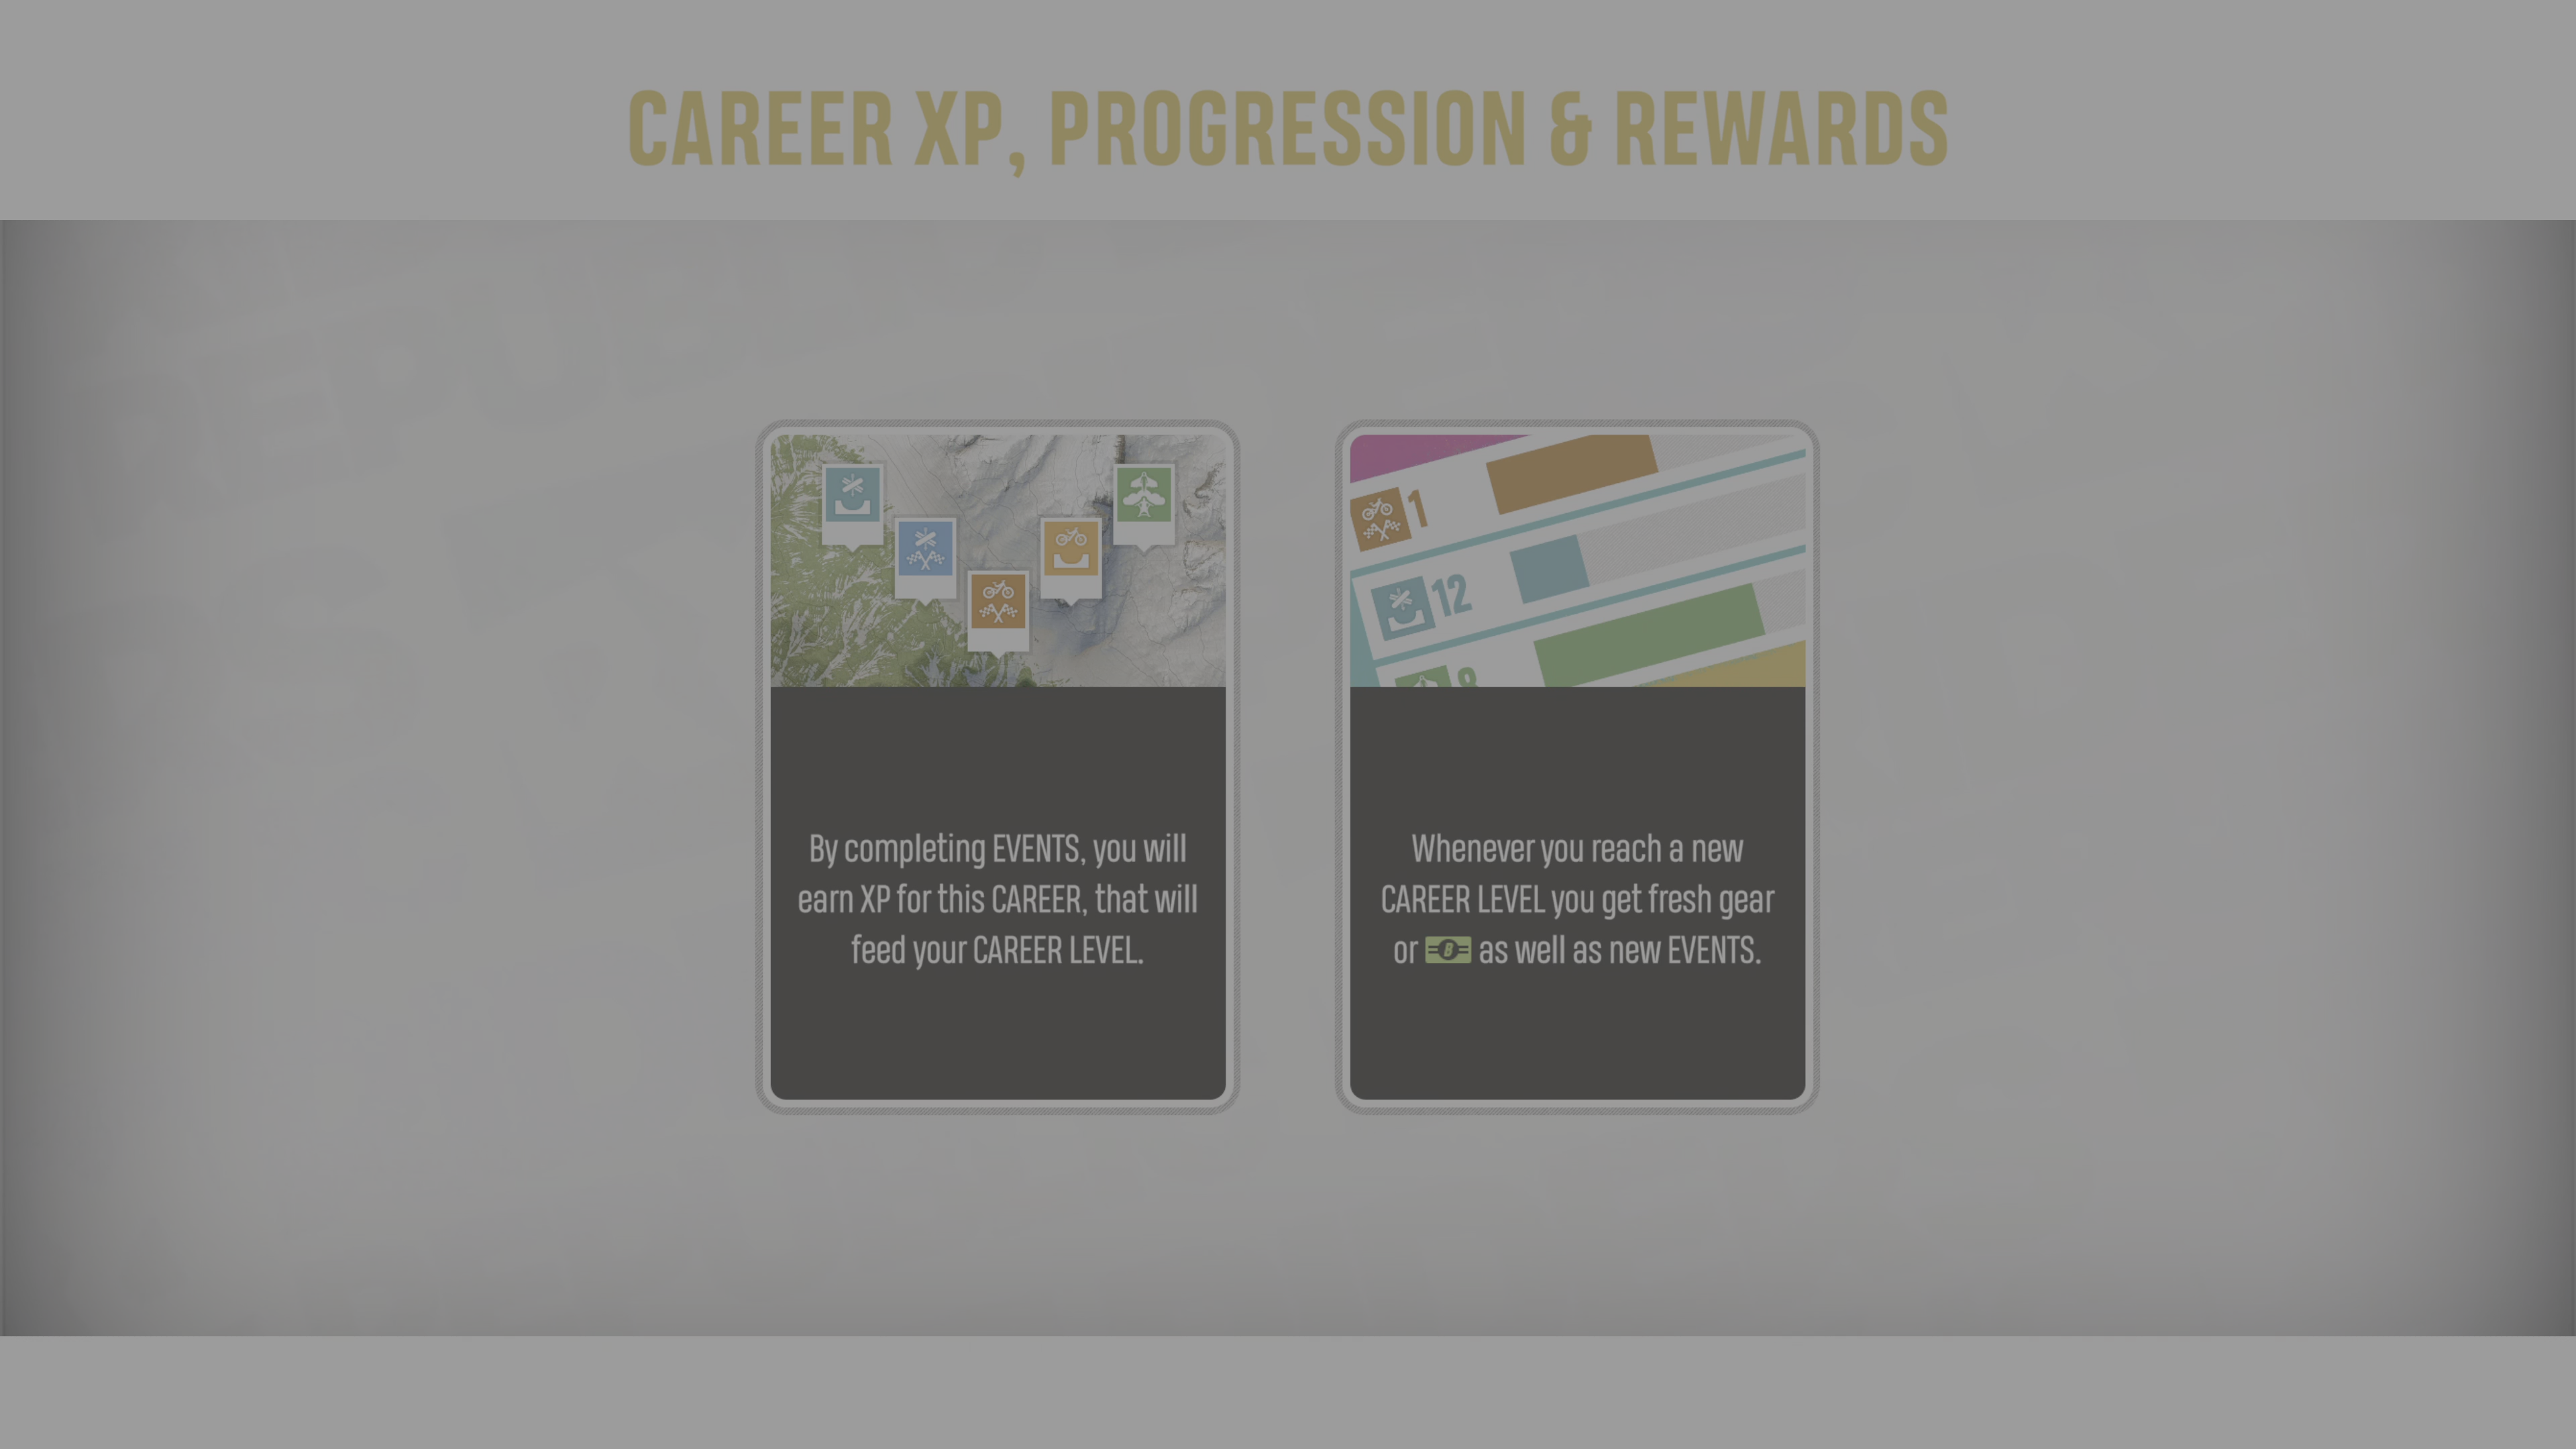 CAREER XP, PROGRESSION & REWARDS
1
12
8
By completing EVENTS, you will
earn XP for this CAREER, that will
feed your CAREER LEVEL.
Whenever you reach a new
CAREER LEVEL you get fresh gear
or B as well as new EVENTS.